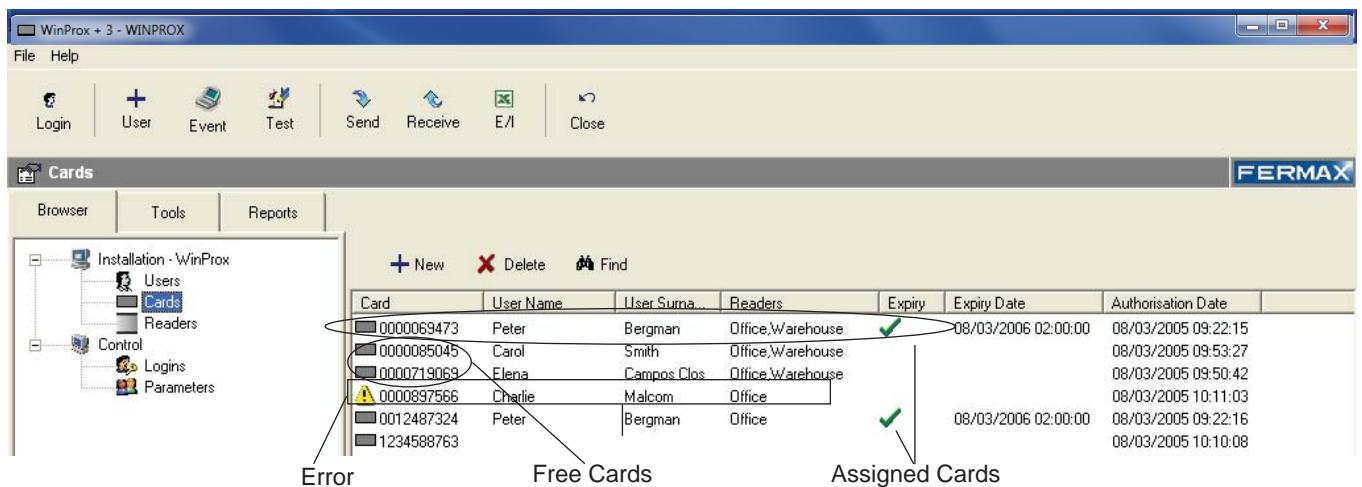 WinProx + 3 - WINPROX
File Help
Login User Event Test Send Receive E/I Close
Cards FERMAX
Browser Tools Reports
Installation - WinProx
Users
Cards
Readers
Control
Logins
Parameters
New Delete Find
Card User Name User Surna... Readers Expiry Expiry Date Authorisation Date
0000069473 Peter Bergman Office,Warehouse 08/03/2006 02:00:00 08/03/2005 09:22:15
0000085045 Carol Smith Office,Warehouse 08/03/2005 09:53:27
0000719069 Elena Campos Clos Office,Warehouse 08/03/2005 09:50:42
0000897566 Charlie Malcom Office 08/03/2005 10:11:03
0012487324 Peter Bergman Office 08/03/2006 02:00:00 08/03/2005 09:22:16
1234588763 08/03/2005 10:10:08
Error Free Cards Assigned Cards